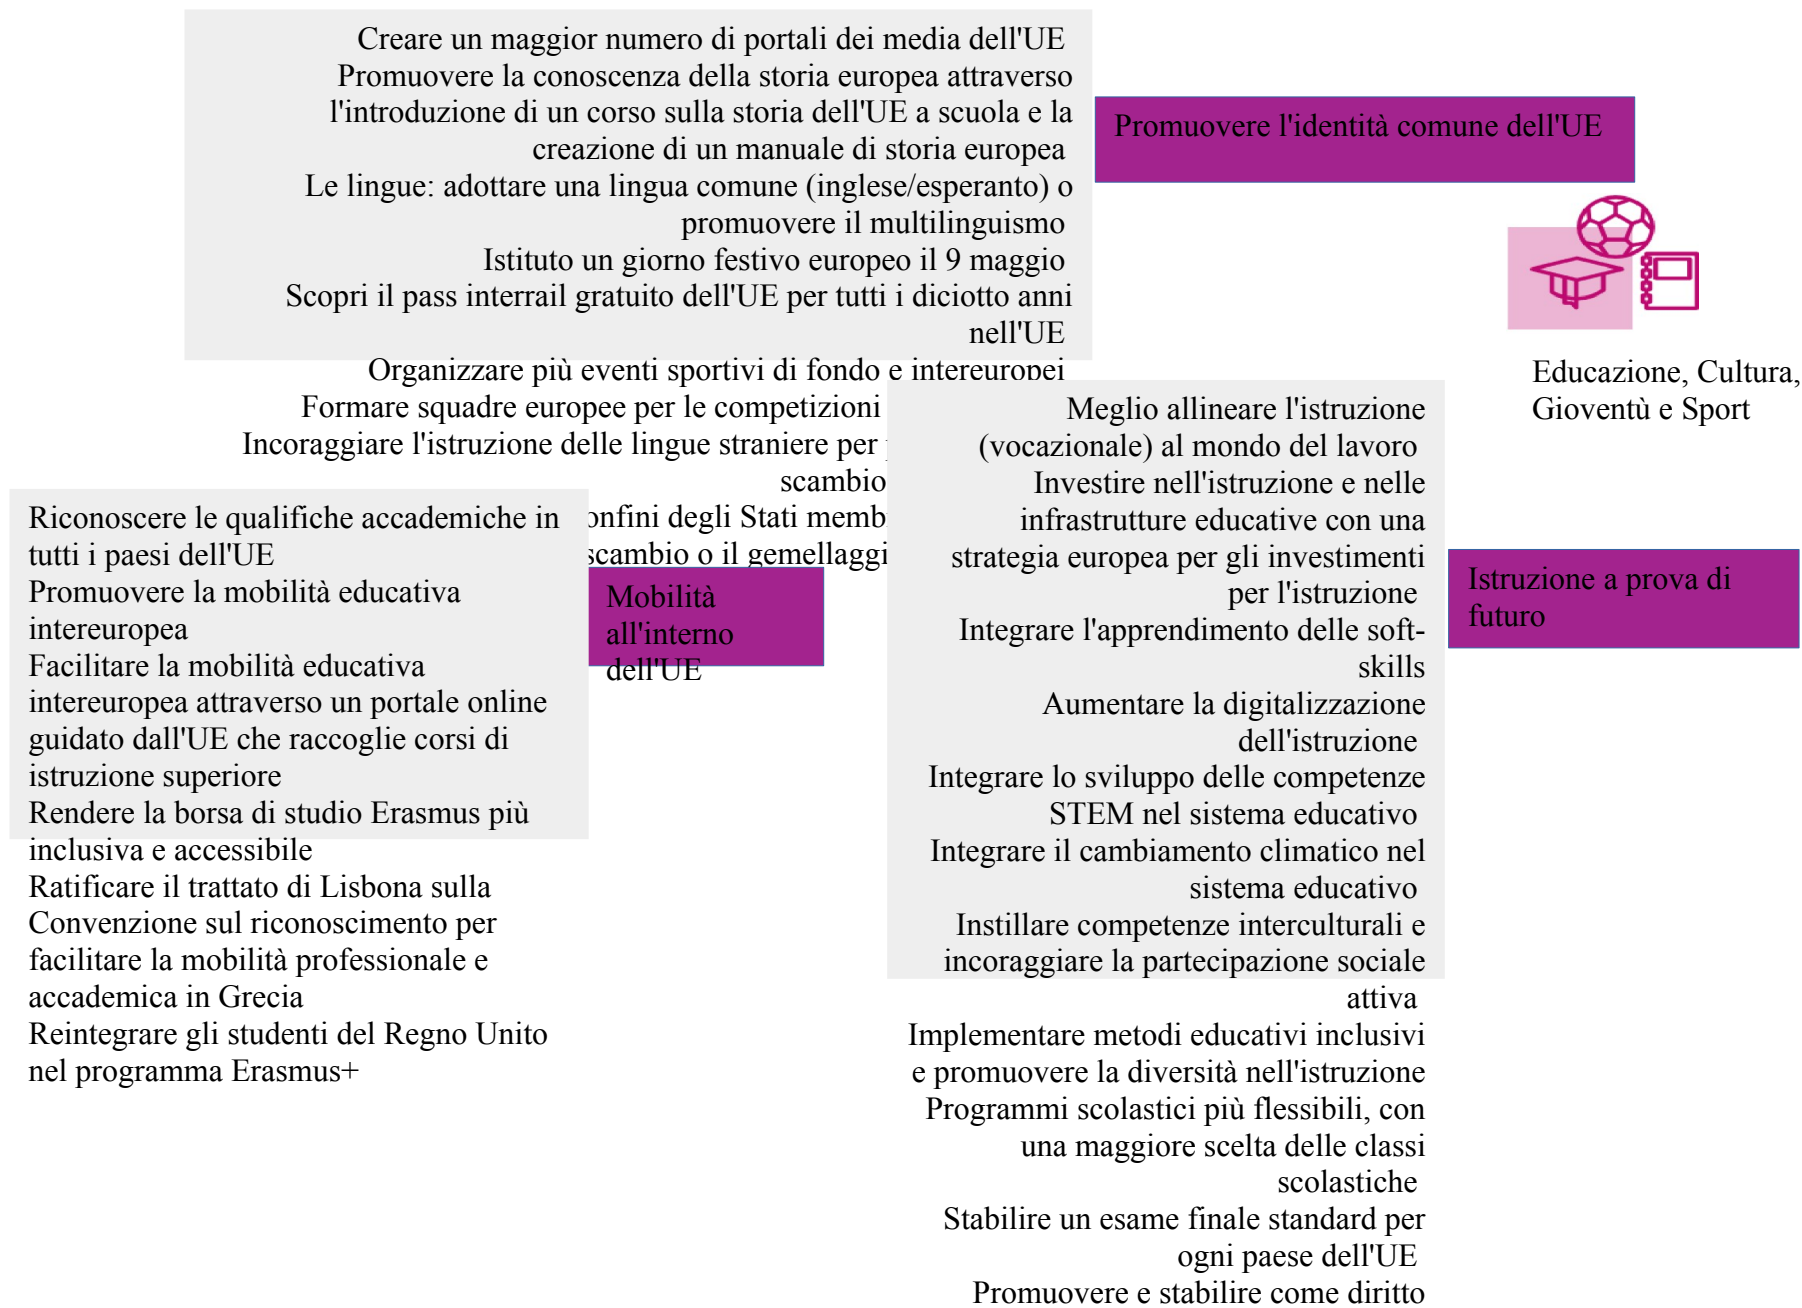 Creare un maggior numero di portali dei media dell'UE
Promuovere la conoscenza della storia europea attraverso
l'introduzione di un corso sulla storia dell'UE a scuola e la
creazione di un manuale di storia europea
Le lingue: adottare una lingua comune (inglese/esperanto) o
promuovere il multilinguismo
Istituto un giorno festivo europeo il 9 maggio
Scopri il pass interrail gratuito dell'UE per tutti i diciotto anni
nell'UE
Organizzare più eventi sportivi di fondo e intereuropei
Formare squadre europee per le competizioni
Incoraggiare l'istruzione delle lingue straniere per
scambio
onfini degli Stati memb
scambio o il gemellaggi
Promuovere l'identità comune dell'UE
Educazione, Cultura,
Gioventù e Sport
Riconoscere le qualifiche accademiche in
tutti i paesi dell'UE
Promuovere la mobilità educativa
intereuropea
Facilitare la mobilità educativa
intereuropea attraverso un portale online
guidato dall'UE che raccoglie corsi di
istruzione superiore
Rendere la borsa di studio Erasmus più
inclusiva e accessibile
Ratificare il trattato di Lisbona sulla
Convenzione sul riconoscimento per
facilitare la mobilità professionale e
accademica in Grecia
Reintegrare gli studenti del Regno Unito
nel programma Erasmus+
Mobilità
all'interno
dell'UE
Meglio allineare l'istruzione
(vocazionale) al mondo del lavoro
Investire nell'istruzione e nelle
infrastrutture educative con una
strategia europea per gli investimenti
per l'istruzione
Integrare l'apprendimento delle soft-
skills
Aumentare la digitalizzazione
dell'istruzione
Integrare lo sviluppo delle competenze
STEM nel sistema educativo
Integrare il cambiamento climatico nel
sistema educativo
Instillare competenze interculturali e
incoraggiare la partecipazione sociale
attiva
Implementare metodi educativi inclusivi
e promuovere la diversità nell'istruzione
Programmi scolastici più flessibili, con
una maggiore scelta delle classi
scolastiche
Stabilire un esame finale standard per
ogni paese dell'UE
Promuovere e stabilire come diritto
Istruzione a prova di
futuro